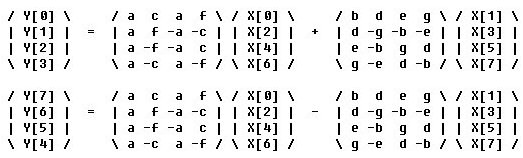 / Y[0] \     / a  c  a  f \ / X[0] \     / b  d  e  g \ / X[1] \
| Y[1] |  =  | a  f -a -c | | X[2] |  +  | d -g -b -e | | X[3] |
| Y[2] |     | a -f -a  c | | X[4] |     | e -b  g  d | | X[5] |
\ Y[3] /     \ a -c  a -f / \ X[6] /     \ g -e  d -b / \ X[7] /
/ Y[7] \     / a  c  a  f \ / X[0] \     / b  d  e  g \ / X[1] \
| Y[6] |  =  | a  f -a -c | | X[2] |  -  | d -g -b -e | | X[3] |
| Y[5] |     | a -f -a  c | | X[4] |     | e -b  g  d | | X[5] |
\ Y[4] /     \ a -c  a -f / \ X[6] /     \ g -e  d -b / \ X[7] /